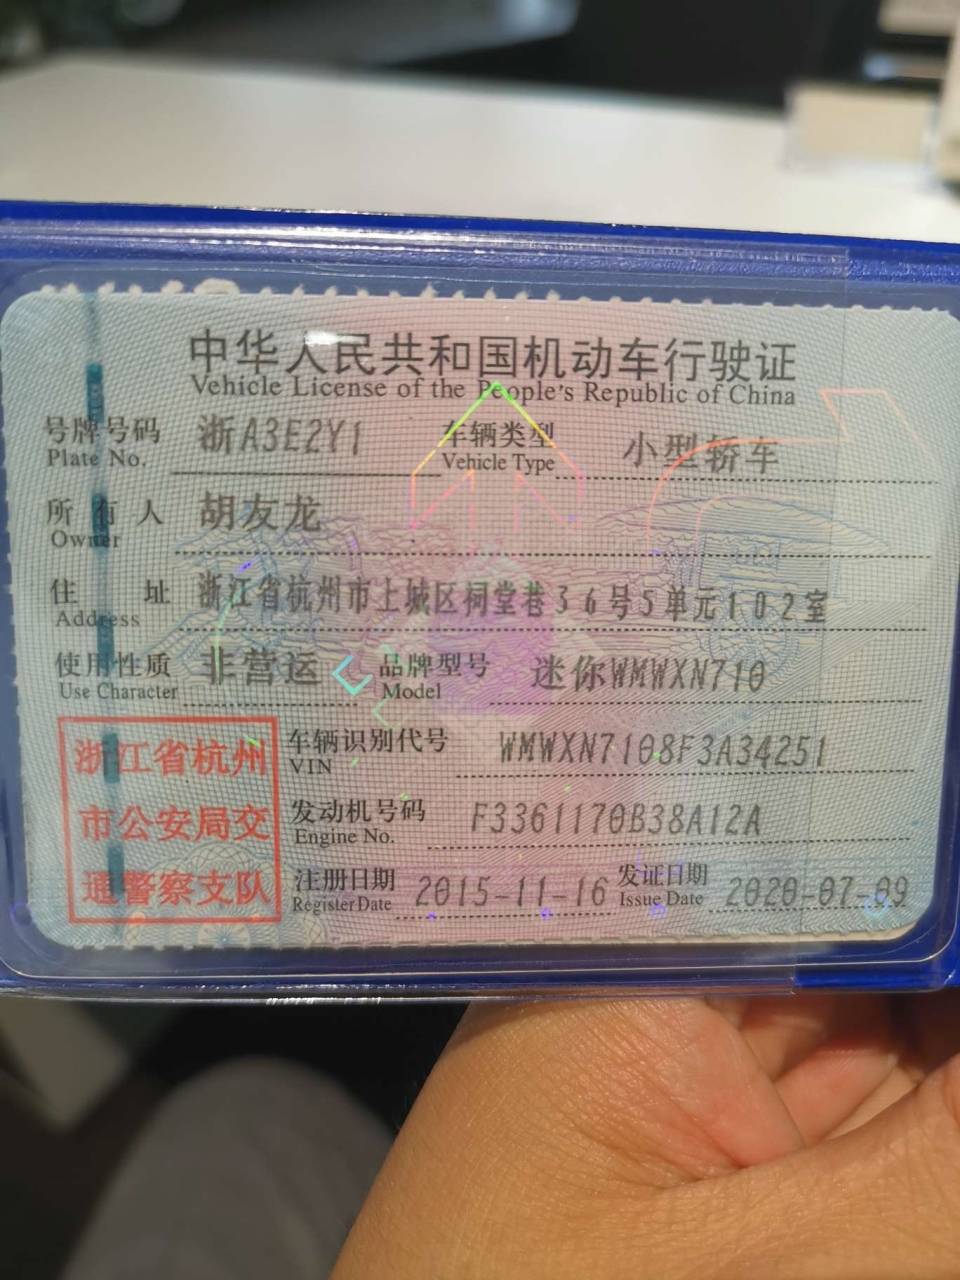 中华人民共和国机动车行驶证
Vehicle License of the People's Republic of China
号牌号码 浙A3E2Y1 车辆类型 小型轿车
Plate No. Vehicle Type
所有人 胡友龙
Owner
住址 浙江省杭州市上城区祠堂巷36号5单元102室
Address
使用性质 非营运 品牌型号 迷你WMWXN710
Use Character Model
浙江省杭州
市公安局交
通警察支队
车辆识别代号 WMWXN7108F3A34251
VIN
发动机号码 F3361170B38A12A
Engine No.
注册日期 2015-11-16 发证日期 2020-07-09
Register Date Issue Date